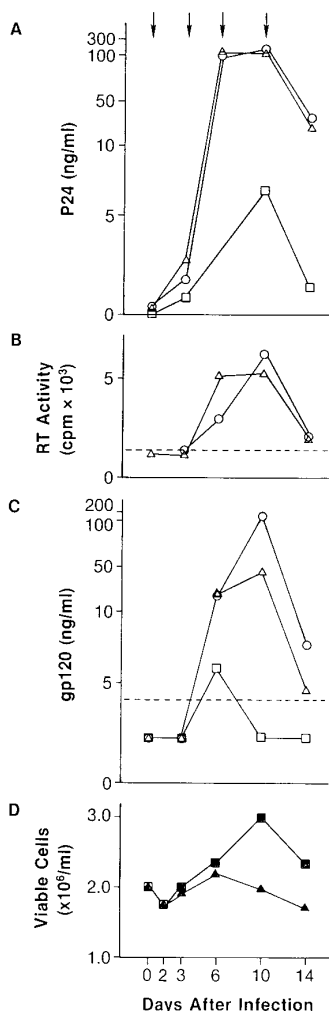 A
300
100
50
10
5
0
P24 (ng/ml)
B
5
0
RT Activity
(cpm × 10³)
C
200
100
50
10
5
0
gp120 (ng/ml)
D
3.0
2.0
1.0
Viable Cells
(x10⁶/ml)
0 2 3 6 10 14
Days After Infection